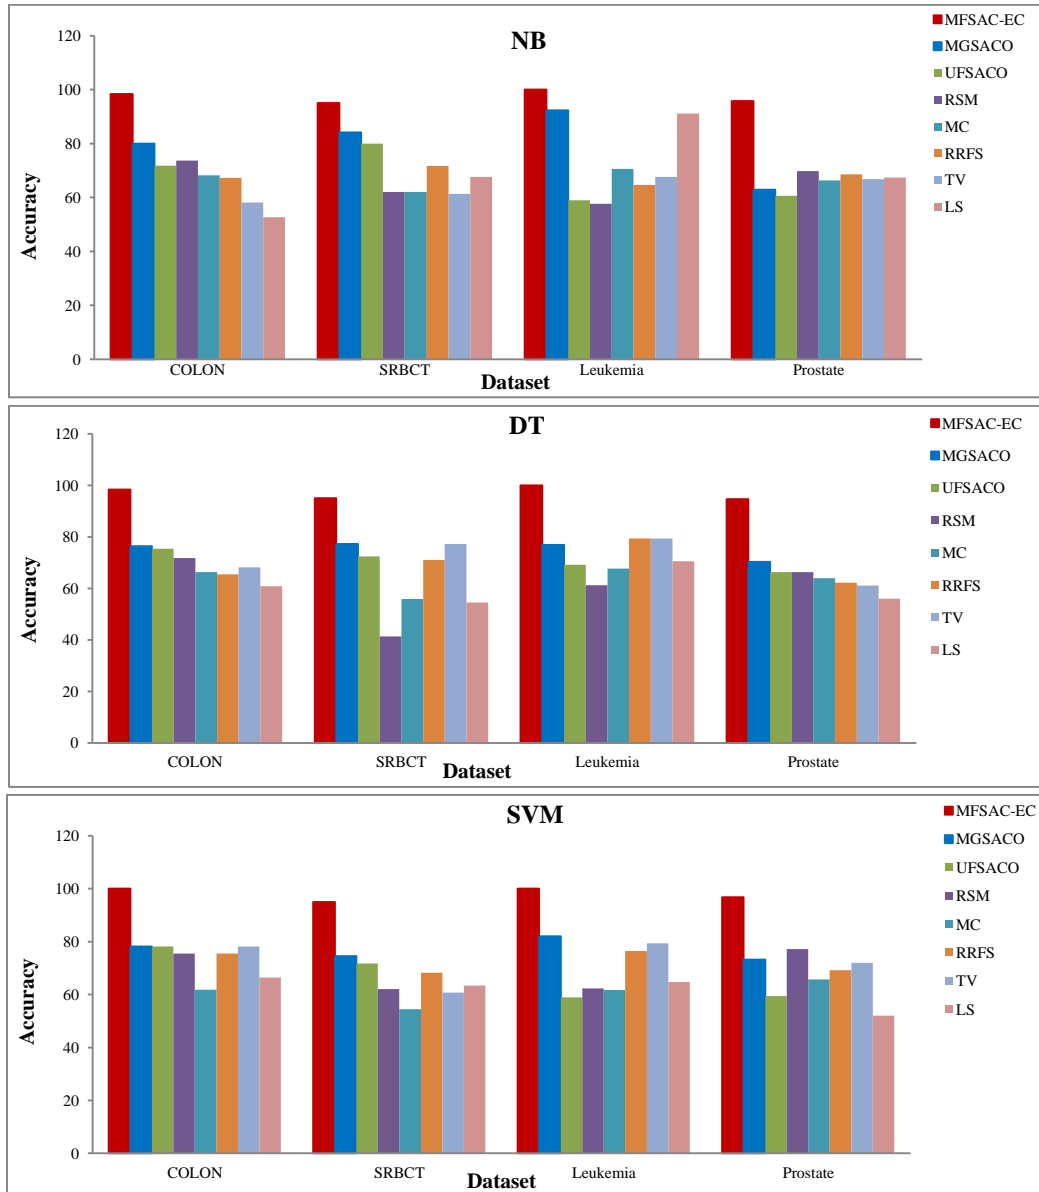 NB
120
100
80
60
40
20
0
Accuracy
COLON
SRBCT
Leukemia
Prostate
Dataset
MFSAC-EC
MGSACO
UFSACO
RSM
MC
RRFS
TV
LS
DT
120
100
80
60
40
20
0
Accuracy
COLON
SRBCT
Leukemia
Prostate
Dataset
MFSAC-EC
MGSACO
UFSACO
RSM
MC
RRFS
TV
LS
SVM
120
100
80
60
40
20
0
Accuracy
COLON
SRBCT
Leukemia
Prostate
Dataset
MFSAC-EC
MGSACO
UFSACO
RSM
MC
RRFS
TV
LS